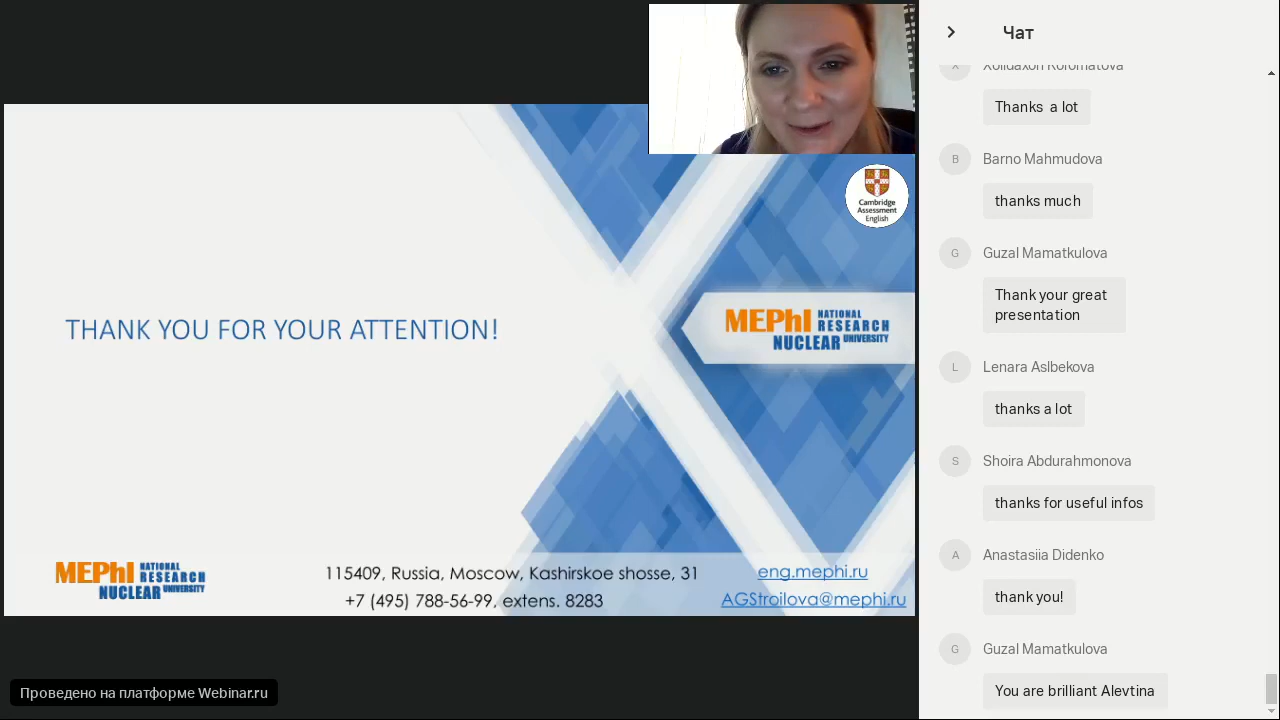 Cambridge
Assessment
English
THANK YOU FOR YOUR ATTENTION!
MEPhI NATIONAL
RESEARCH
NUCLEAR UNIVERSITY
MEPhI NATIONAL
RESEARCH
NUCLEAR UNIVERSITY
115409, Russia, Moscow, Kashirskoe shosse, 31
+7 (495) 788-56-99, extens. 8283
eng.mephi.ru
AGStroilova@mephi.ru
Проведено на платформе Webinar.ru
Чат
Thanks a lot
B
Barno Mahmudova
thanks much
G
Guzal Mamatkulova
Thank your great
presentation
L
Lenara Aslbekova
thanks a lot
S
Shoira Abdurahmonova
thanks for useful infos
A
Anastasiia Didenko
thank you!
G
Guzal Mamatkulova
You are brilliant Alevtina